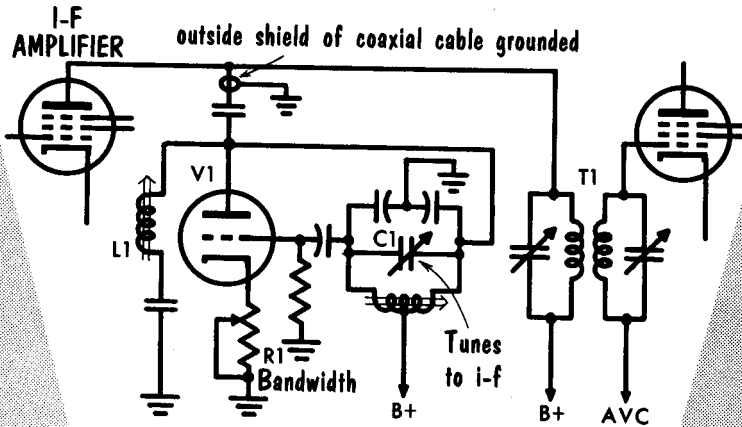 I-F
AMPLIFIER
outside shield of coaxial cable grounded
V1
T1
L1
C1
R1
Bandwidth
Tunes
to i-f
B+
B+
AVC